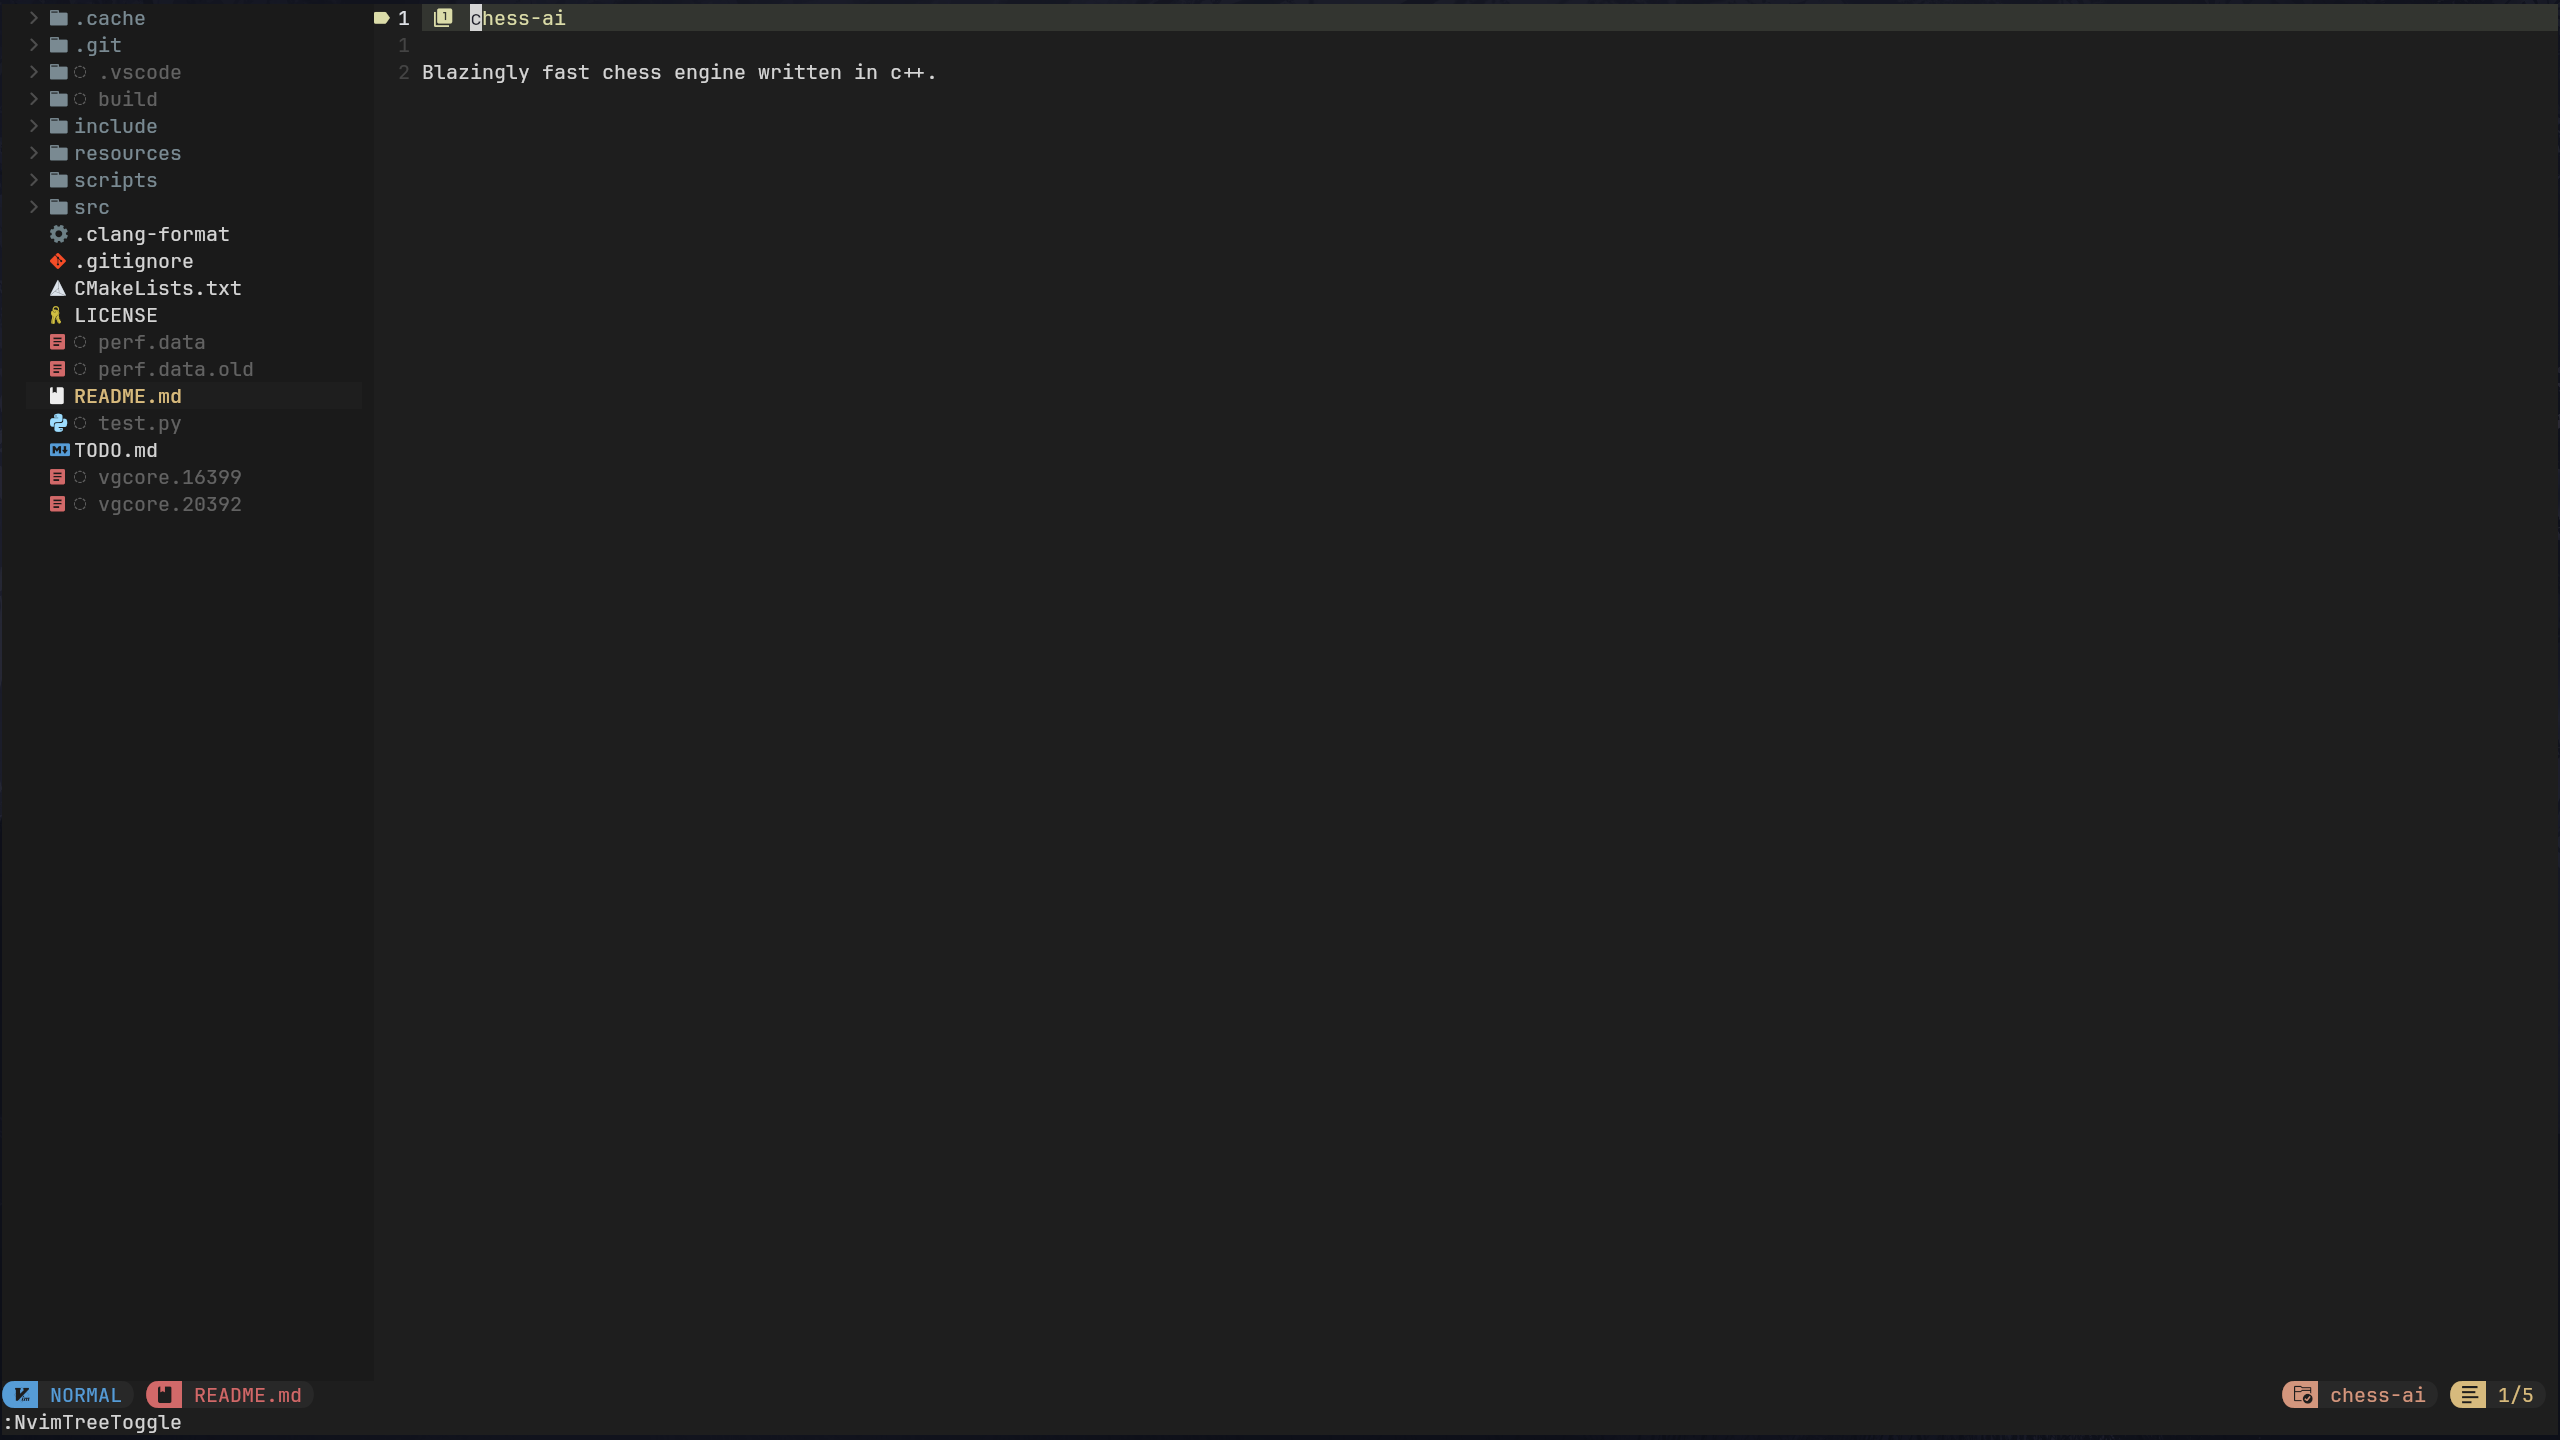 .cache
.git
.vscode
build
include
resources
scripts
src
.clang-format
.gitignore
CMakeLists.txt
LICENSE
perf.data
perf.data.old
README.md
test.py
TODO.md
vgcore.16399
vgcore.20392
1 chess-ai
1
2 Blazingly fast chess engine written in c++.
NORMAL README.md chess-ai 1/5
:NvimTreeToggle